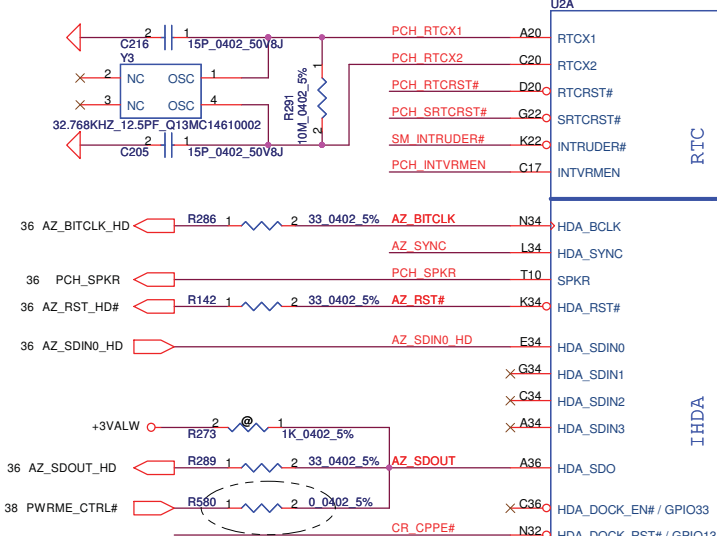 U2A
PCH_RTCX1 A20 RTCX1
2 1
C216 15P_0402_50V8J
Y3
PCH_RTCX2 C20 RTCX2
2 NC OSC 1
PCH_RTCRST# D20 RTCRST#
3 NC OSC 4
R291
10M_0402_5%
1
2
PCH_SRTCRST# G22 SRTCRST#
32.768KHZ_12.5PF_Q13MC14610002
SM_INTRUDER# K22 INTRUDER#
2 1
C205 15P_0402_50V8J
PCH_INTVRMEN C17 INTVRMEN
RTC
36 AZ_BITCLK_HD R286 1 2 33_0402_5% AZ_BITCLK N34 HDA_BCLK
AZ_SYNC L34 HDA_SYNC
36 PCH_SPKR PCH_SPKR T10 SPKR
36 AZ_RST_HD# R142 1 2 33_0402_5% AZ_RST# K34 HDA_RST#
36 AZ_SDIN0_HD AZ_SDIN0_HD E34 HDA_SDIN0
G34 HDA_SDIN1
C34 HDA_SDIN2
IHDA
+3VALW 2 @ 1 A34 HDA_SDIN3
R273 1K_0402_5%
36 AZ_SDOUT_HD R289 1 2 33_0402_5% AZ_SDOUT A36 HDA_SDO
38 PWRME_CTRL# R580 1 2 0_0402_5% C36 HDA_DOCK_EN# / GPIO33
CR_CPPE# N32 HDA_DOCK_RST# / GPIO13